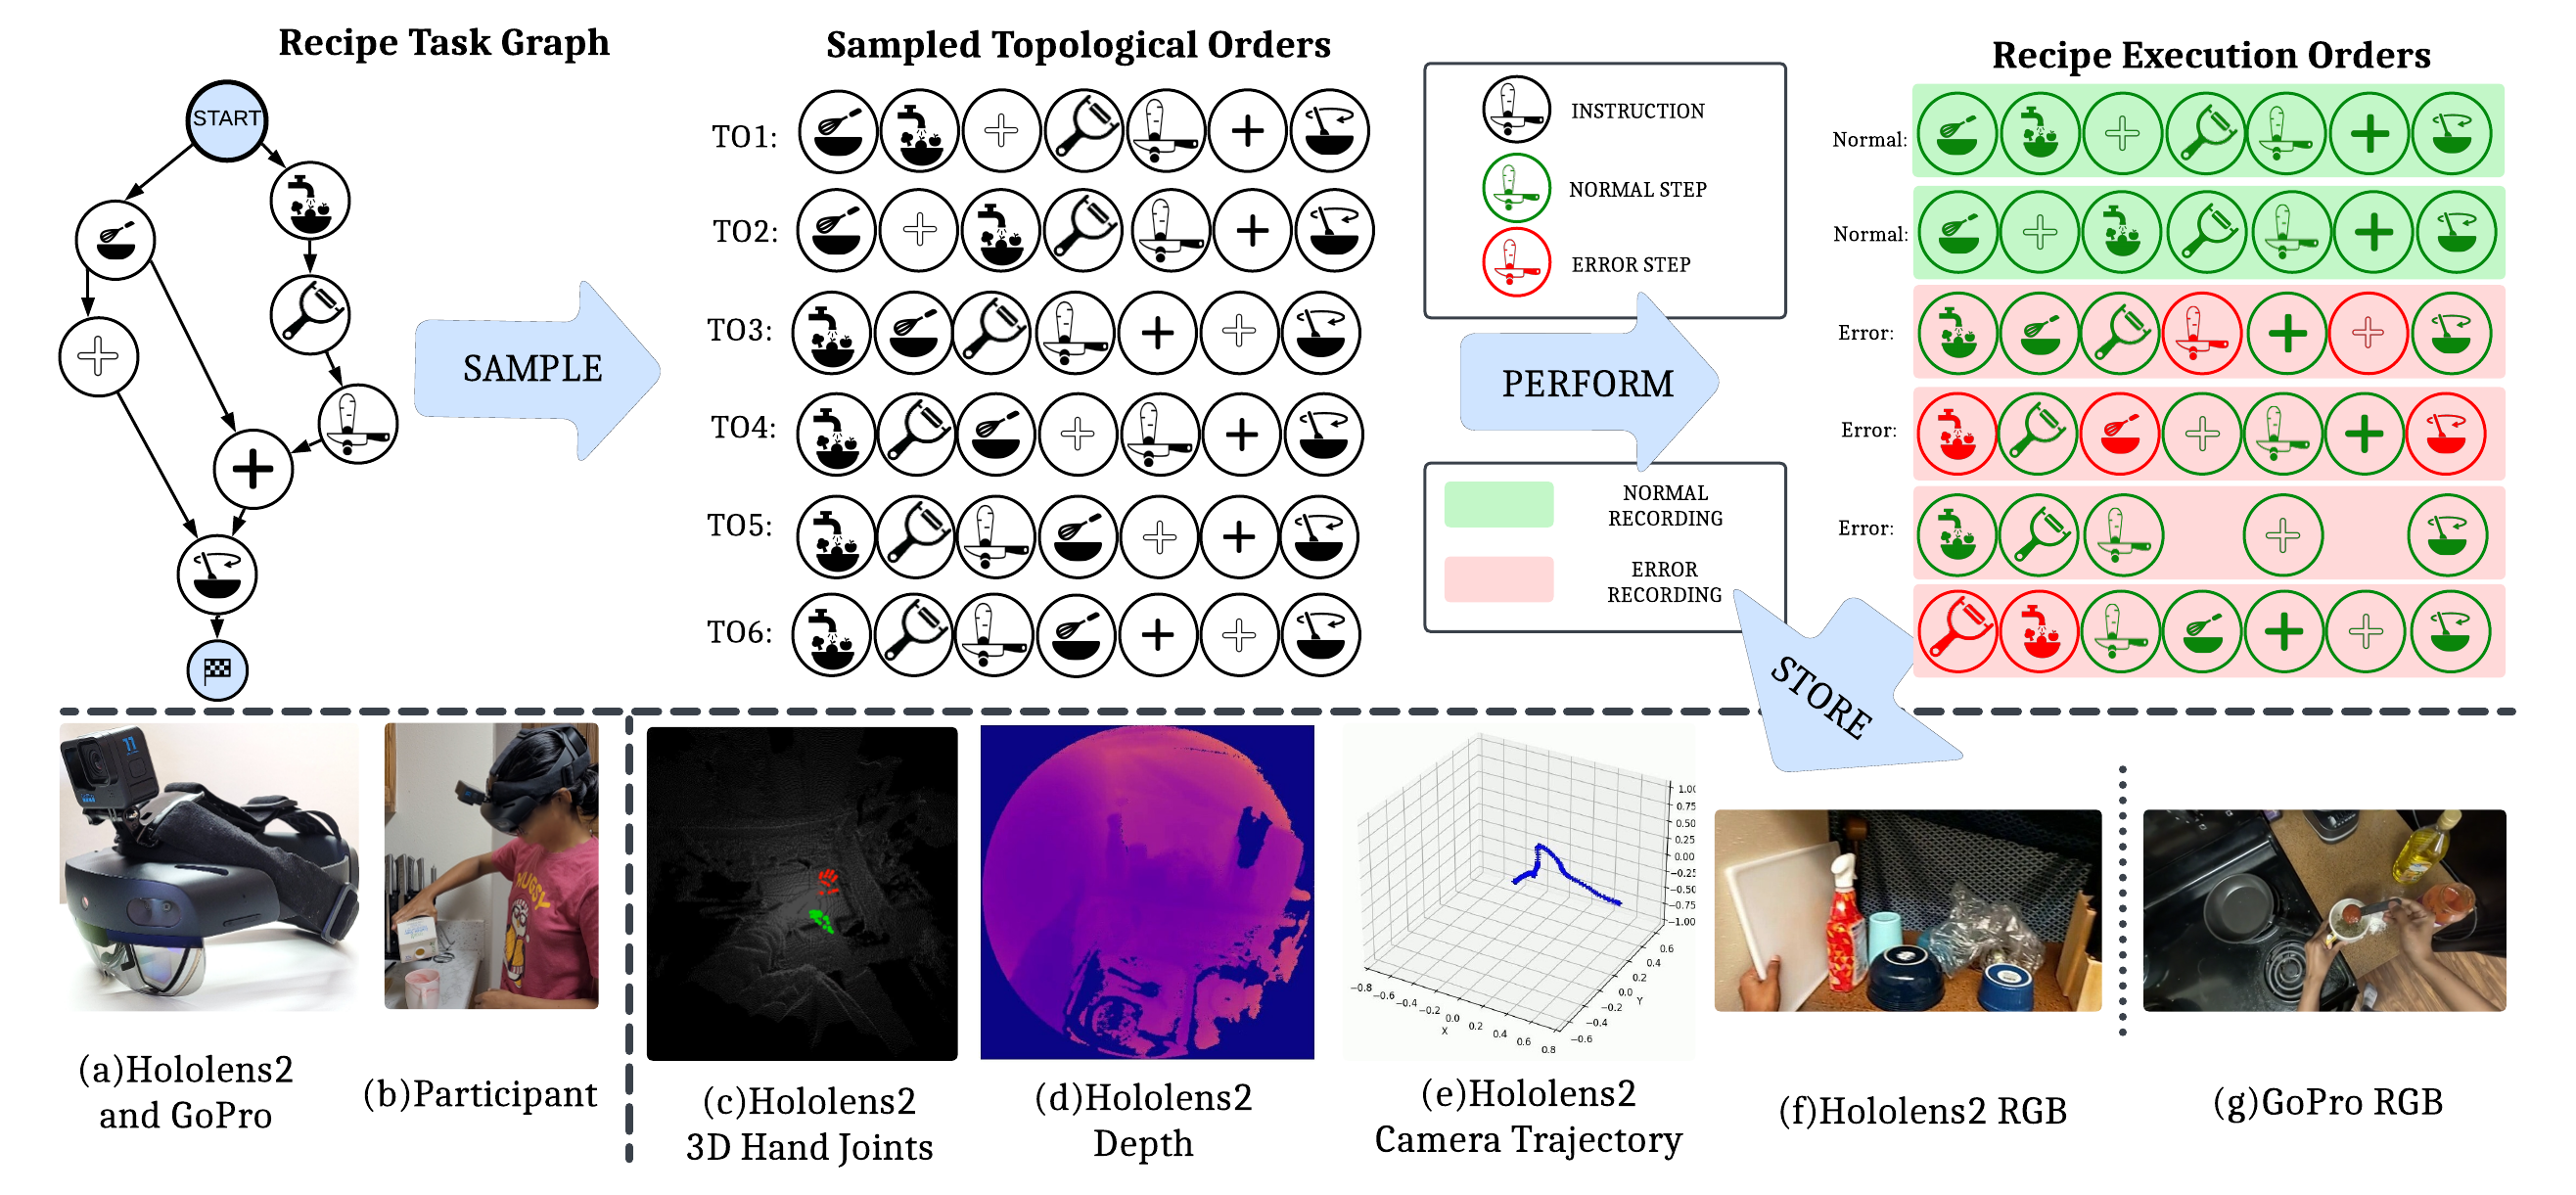 Recipe Task Graph
START
SAMPLE
Sampled Topological Orders
TO1:
TO2:
TO3:
TO4:
TO5:
TO6:
INSTRUCTION
NORMAL STEP
ERROR STEP
PERFORM
NORMAL
RECORDING
ERROR
RECORDING
Recipe Execution Orders
Normal:
Normal:
Error:
Error:
Error:
STORE
11
(a)Hololens2
and GoPro
(b)Participant
(c)Hololens2
3D Hand Joints
(d)Hololens2
Depth
1.00
0.75
0.50
0.25
0.00
−0.25
−0.50
−0.75
−1.00
0.6
0.4
0.2
0.0
−0.2
−0.4
−0.6
Y
−0.8
−0.6
−0.4
−0.2
0.0
0.2
0.4
0.6
0.8
X
(e)Hololens2
Camera Trajectory
(f)Hololens2 RGB
(g)GoPro RGB